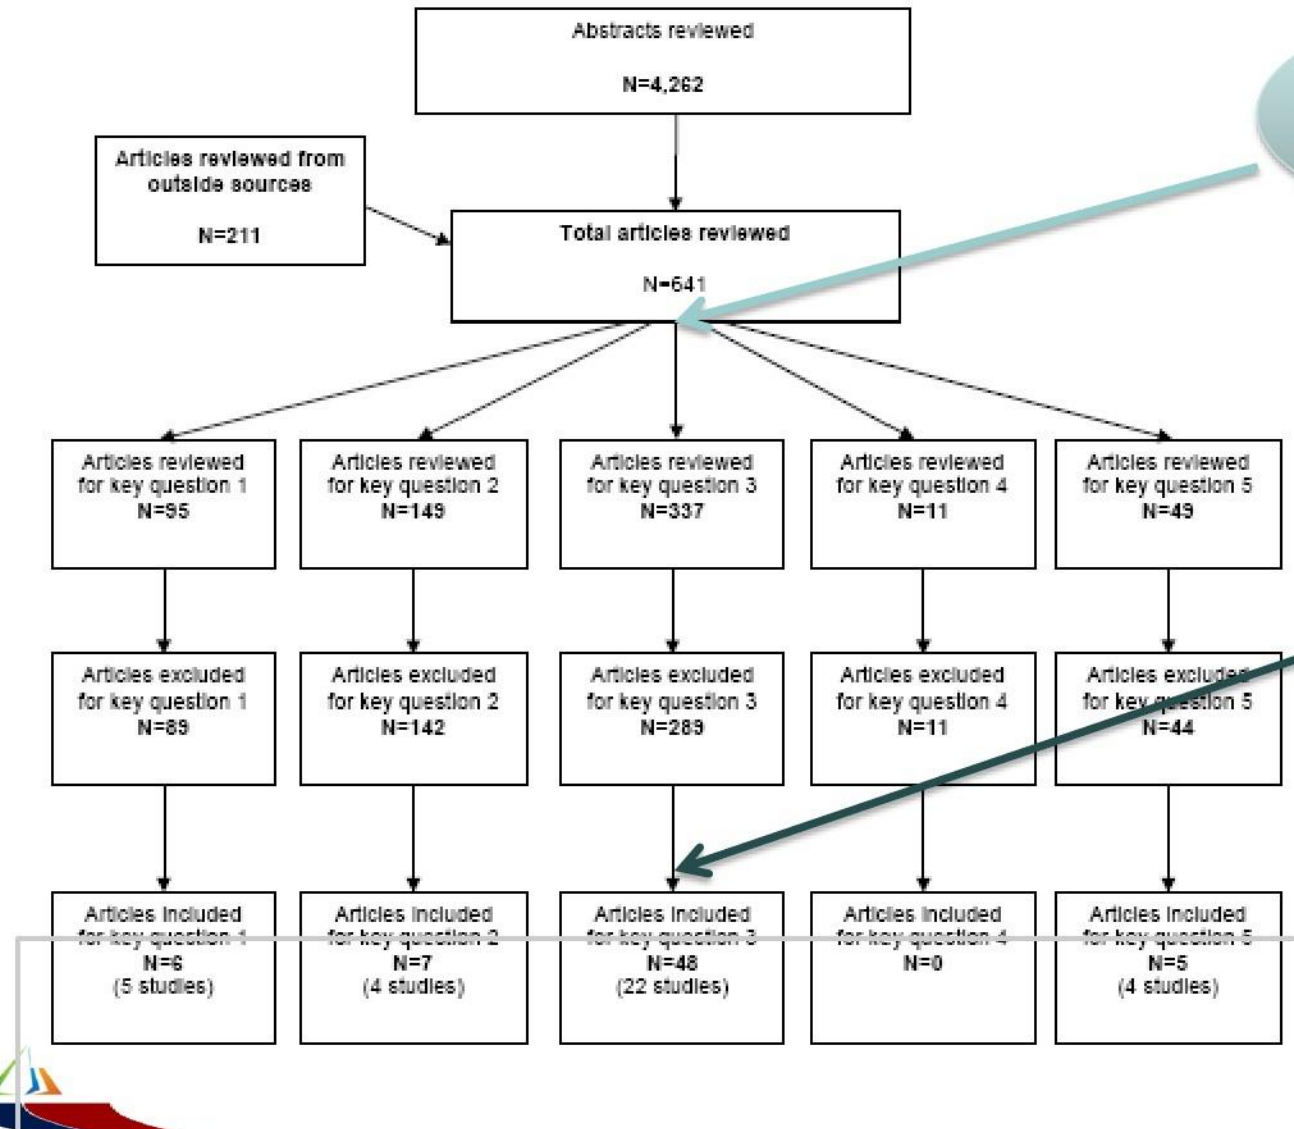 Abstracts reviewed
N=4,262
Articles reviewed from
outside sources
N=211
Total articles reviewed
N=641
Articles reviewed
for key question 1
N=95
Articles reviewed
for key question 2
N=149
Articles reviewed
for key question 3
N=337
Articles reviewed
for key question 4
N=11
Articles reviewed
for key question 5
N=49
Articles excluded
for key question 1
N=89
Articles excluded
for key question 2
N=142
Articles excluded
for key question 3
N=289
Articles excluded
for key question 4
N=11
Articles excluded
for key question 5
N=44
Articles included
for key question 1
N=6
(5 studies)
Articles included
for key question 2
N=7
(4 studies)
Articles included
for key question 3
N=48
(22 studies)
Articles included
for key question 4
N=0
Articles included
for key question 5
N=5
(4 studies)